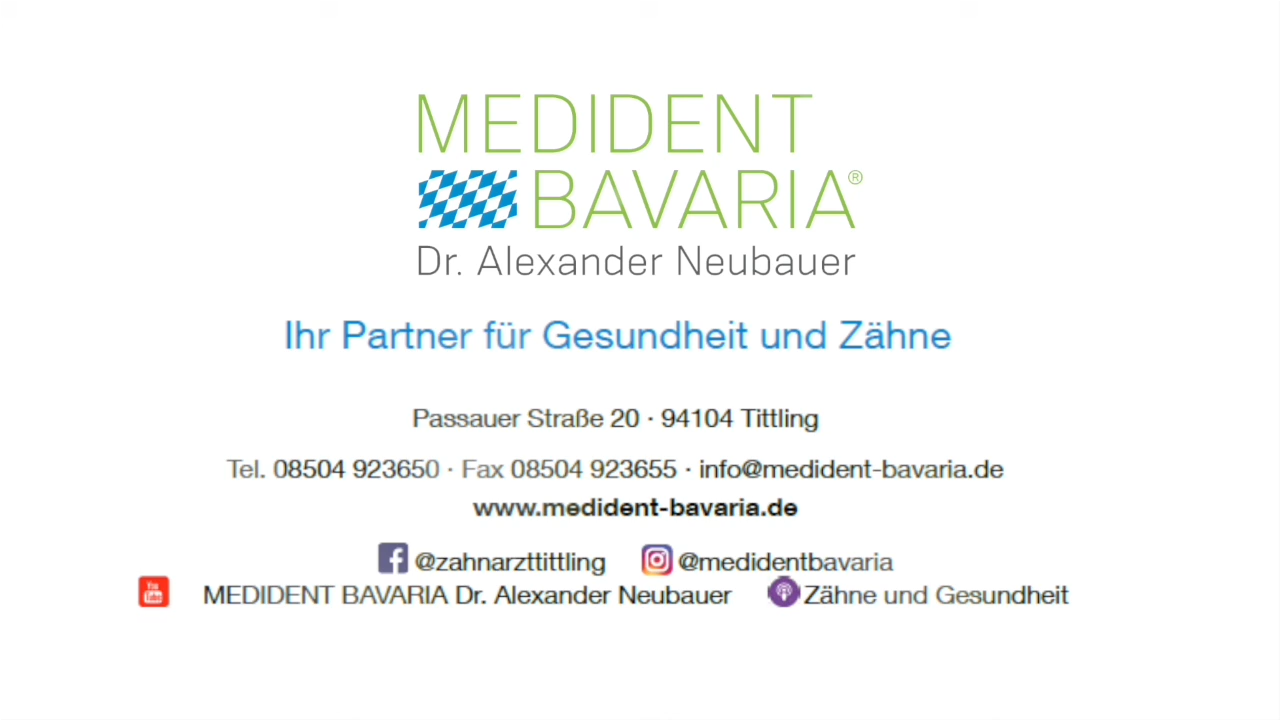 MEDIDENT
BAVARIA®
Dr. Alexander Neubauer
Ihr Partner für Gesundheit und Zähne
Passauer Straße 20 · 94104 Tittling
Tel. 08504 923650 · Fax 08504 923655 · info@medident-bavaria.de
www.medident-bavaria.de
@zahnarzttittling @medidentbavaria
You Tube MEDIDENT BAVARIA Dr. Alexander Neubauer Zähne und Gesundheit